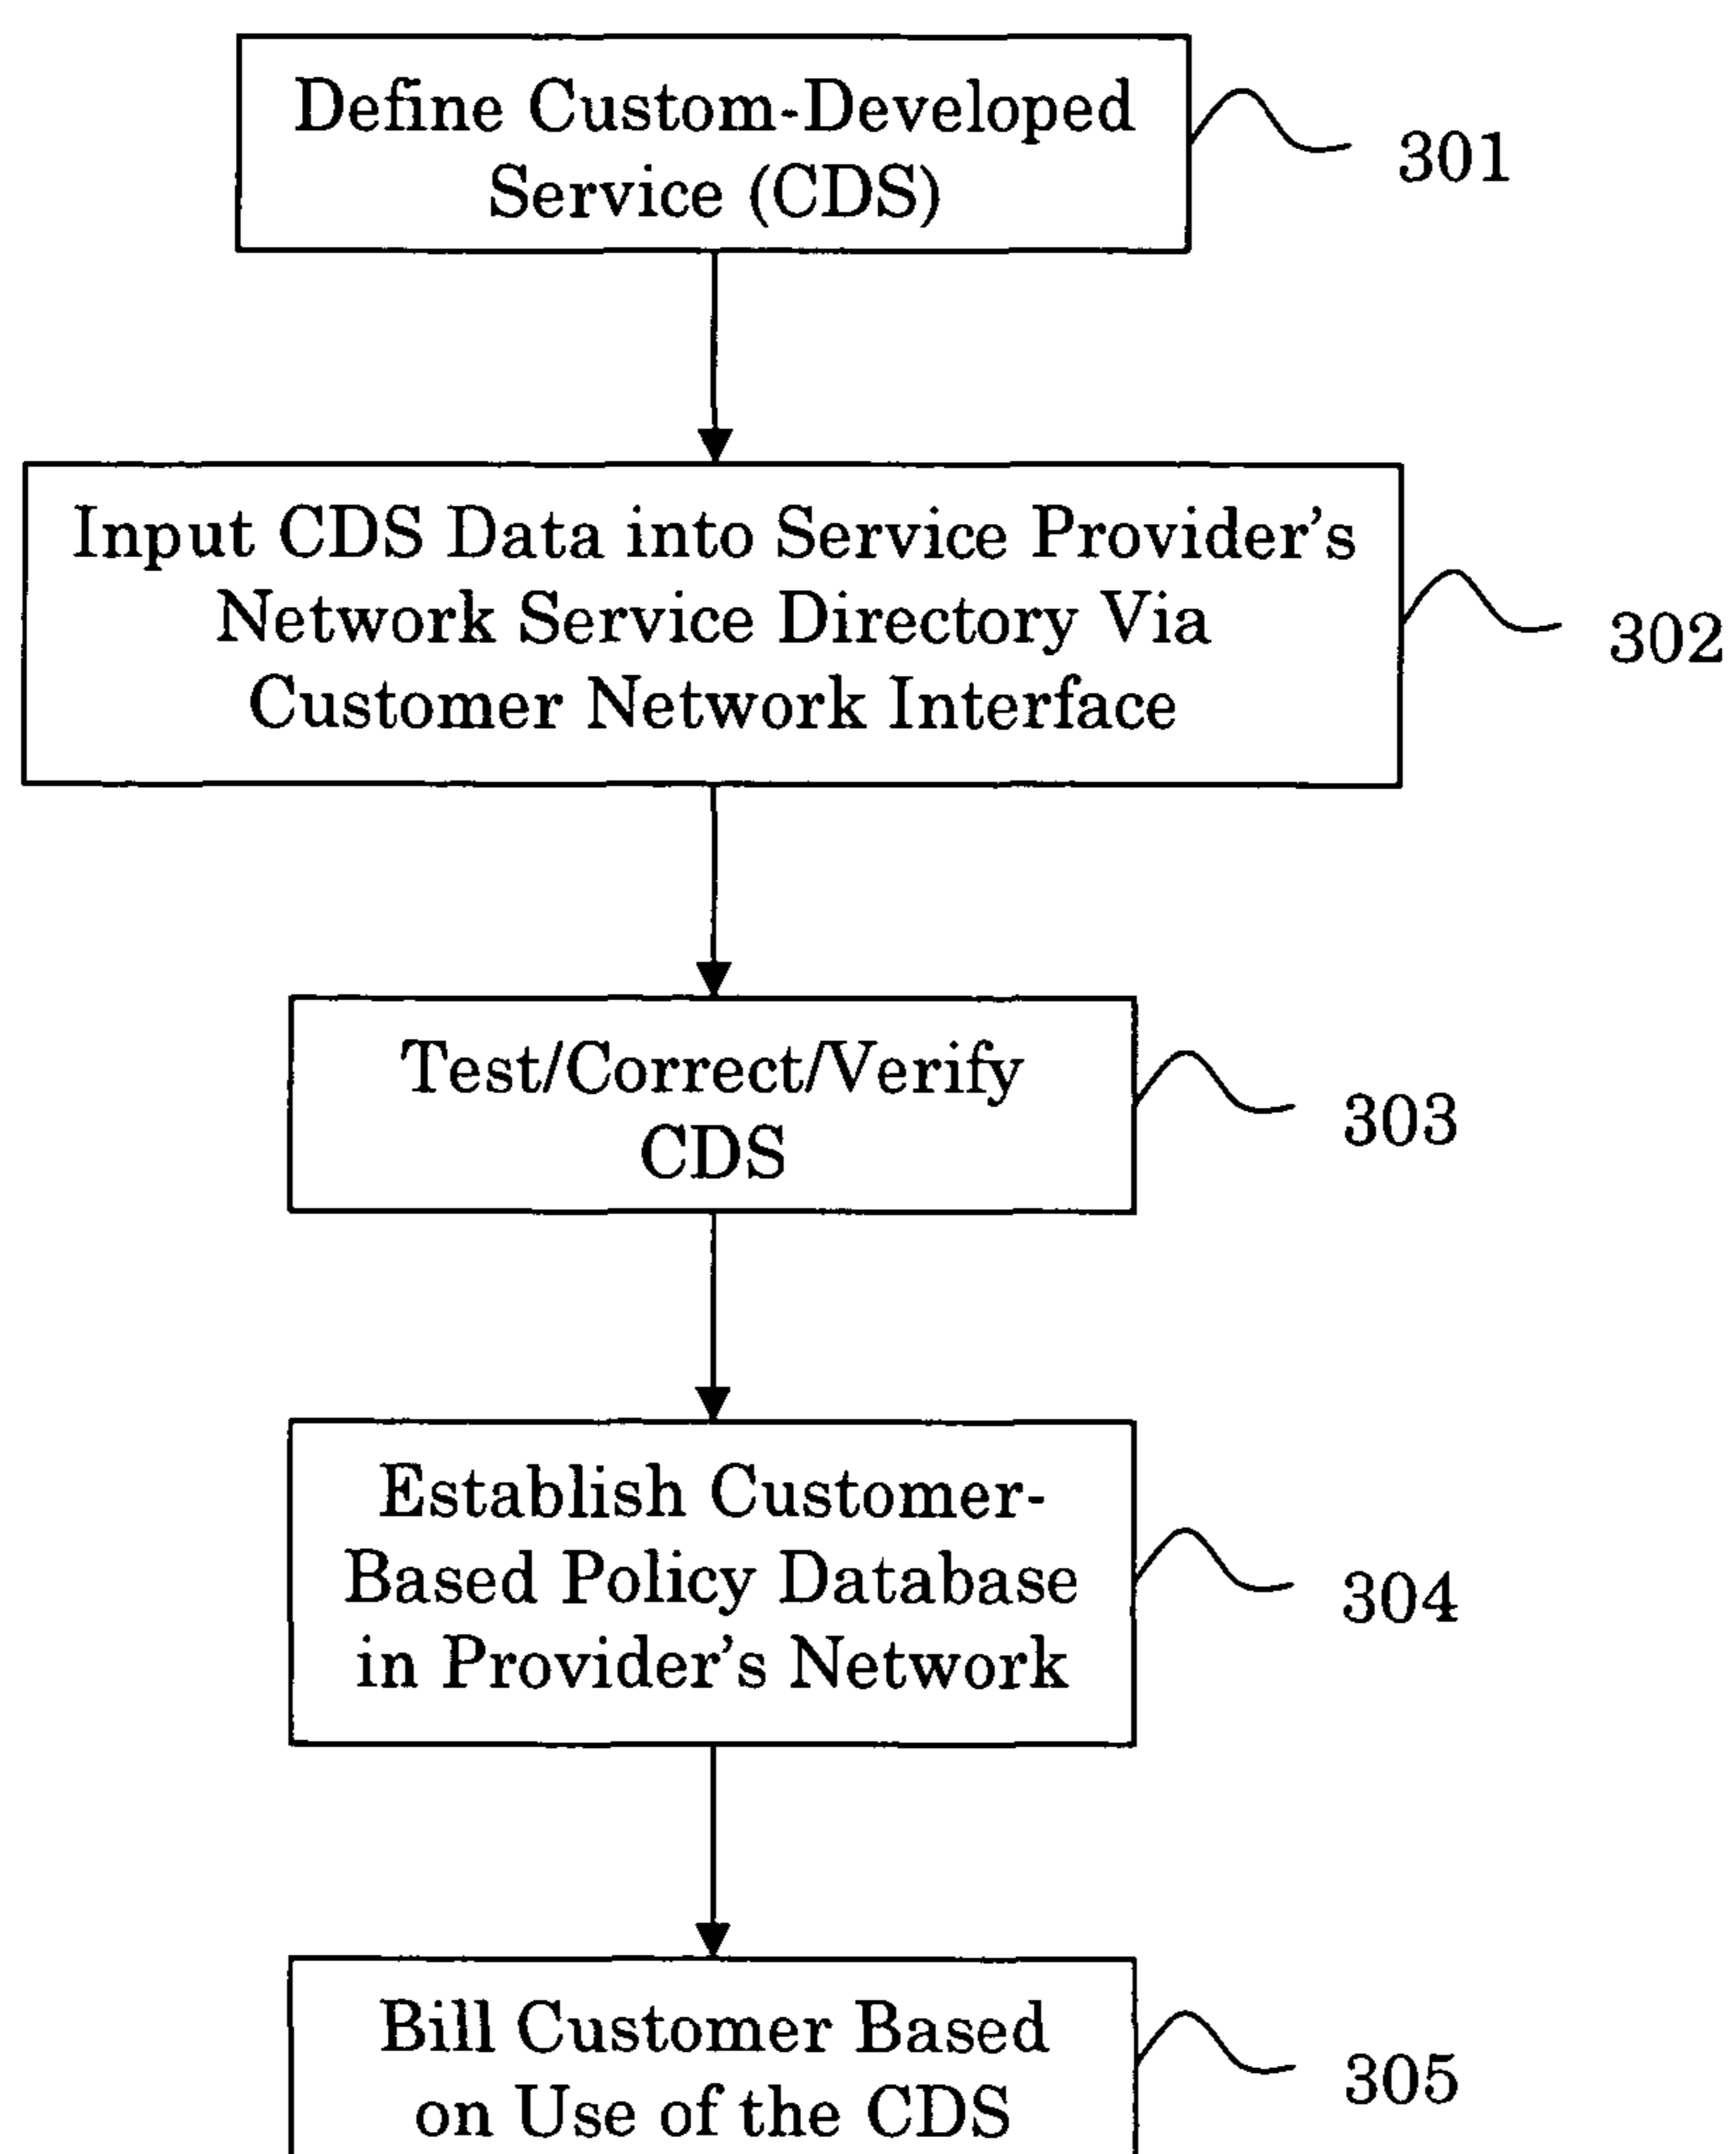 Define Custom-Developed
Service (CDS)
301
Input CDS Data into Service Provider's
Network Service Directory Via
Customer Network Interface
302
Test/Correct/Verify
CDS
303
Establish Customer-
Based Policy Database
in Provider's Network
304
Bill Customer Based
on Use of the CDS
305